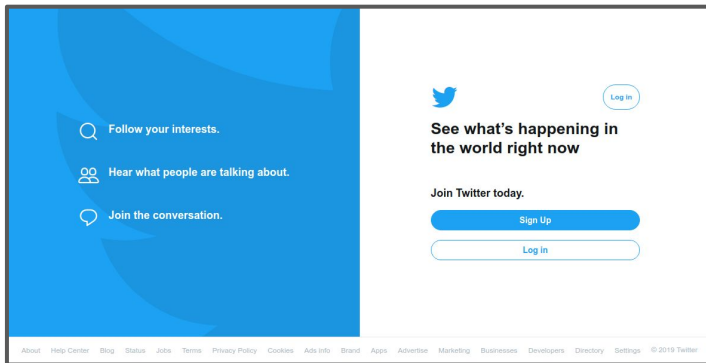 Follow your interests.
Hear what people are talking about.
Join the conversation.
Log in
See what's happening in
the world right now
Join Twitter today.
Sign Up
Log in
About Help Center Blog Status Jobs Terms Privacy Policy Cookies Ads info Brand Apps Advertise Marketing Businesses Developers Directory Settings © 2019 Twitter